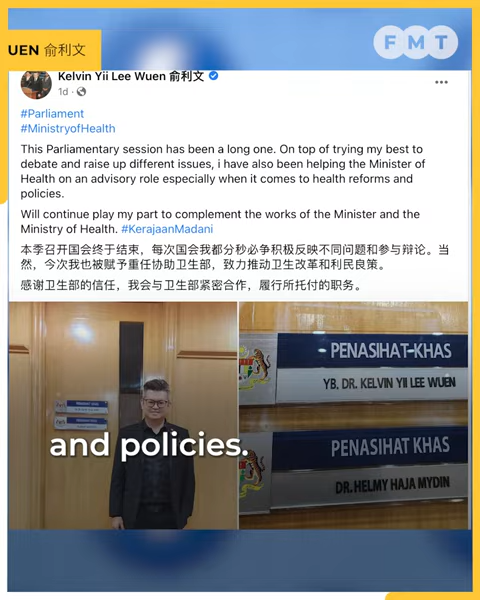 UEN 俞利文
FMT
Kelvin Yii Lee Wuen 俞利文
1d
#Parliament
#MinistryofHealth
This Parliamentary session has been a long one. On top of trying my best to
debate and raise up different issues, i have also been helping the Minister of
Health on an advisory role especially when it comes to health reforms and
policies.
Will continue play my part to complement the works of the Minister and the
Ministry of Health. #KerajaanMadani
本季召开国会终于结束，每次国会我都分秒必争积极反映不同问题和参与辩论。当
然，今次我也被赋予重任协助卫生部，致力推动卫生改革和利民良策。
感谢卫生部的信任，我会与卫生部紧密合作，履行所托付的职务。
PENASIHAT KHAS
YB. DR. KELVIN YII LEE WUEN
PENASIHAT KHAS
DR. HELMY HAJA MYDIN
and policies.